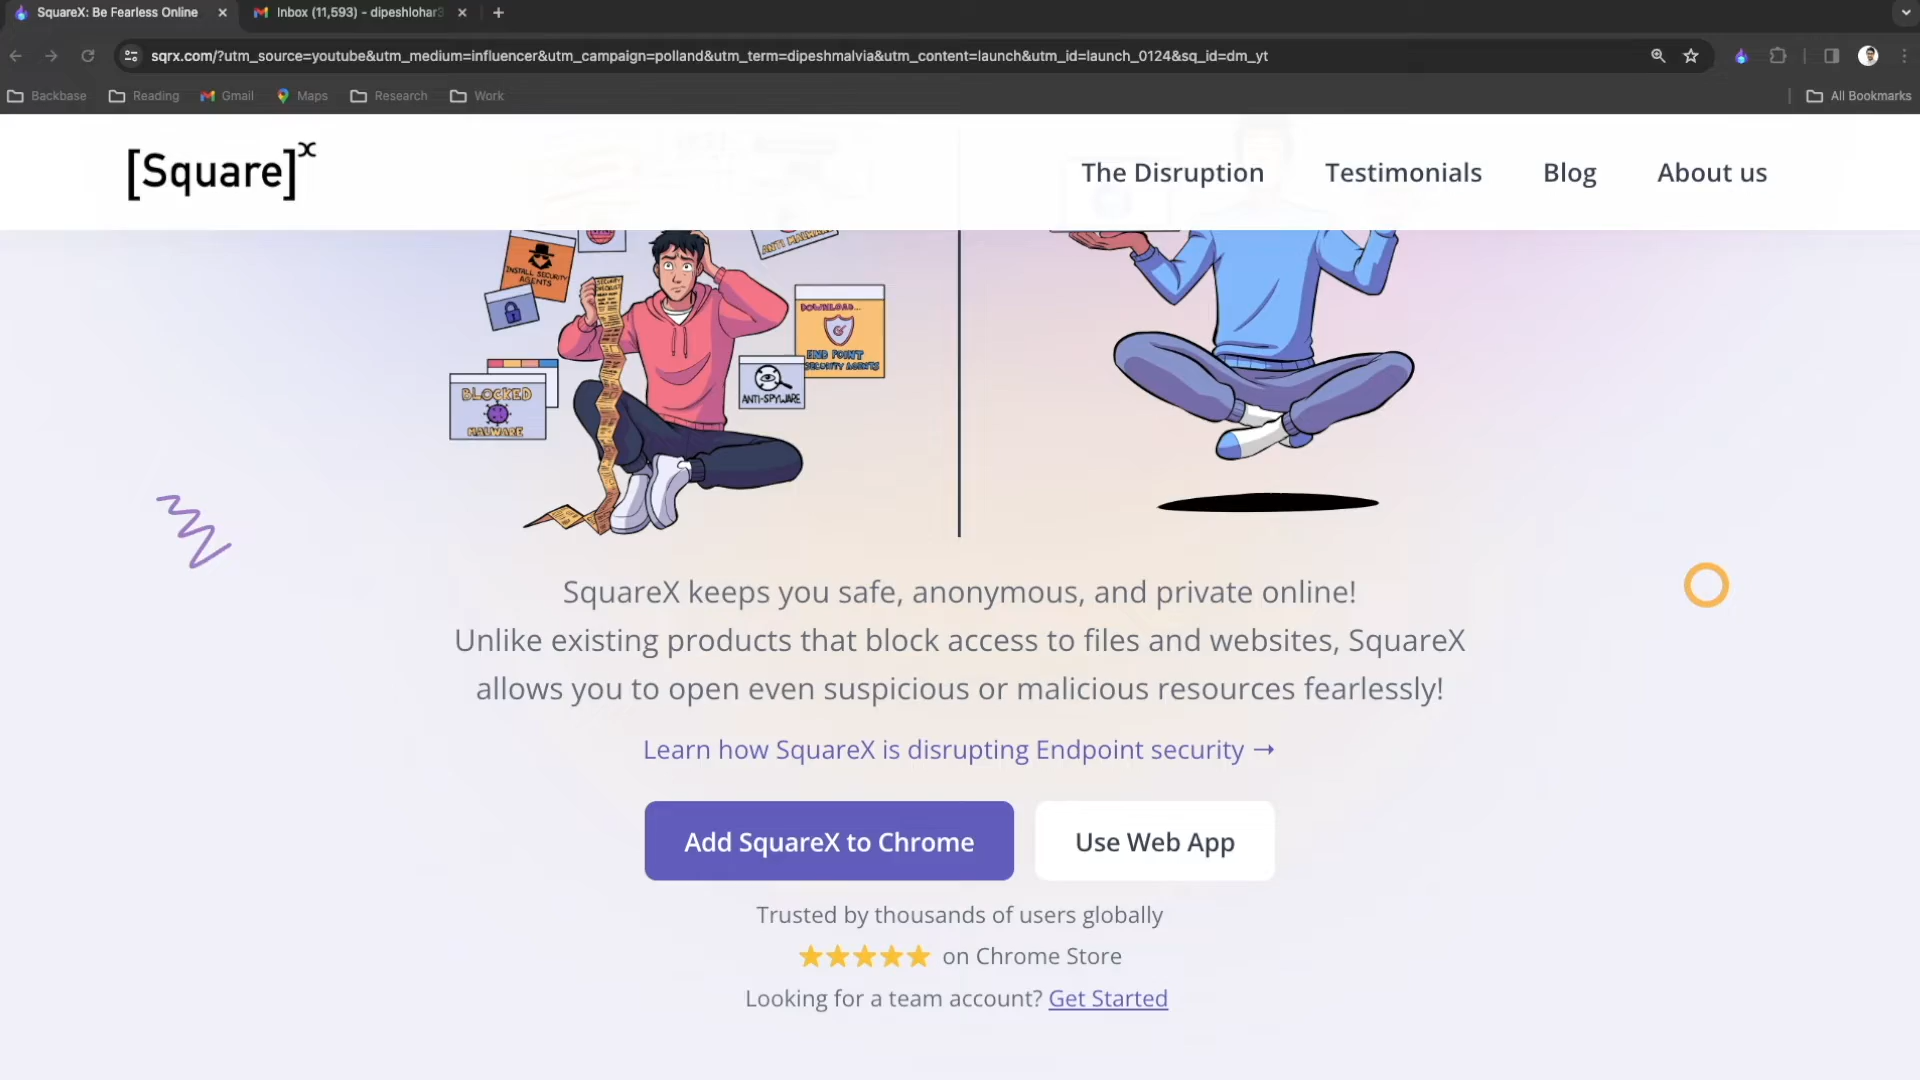 SquareX: Be Fearless Online
Inbox (11,593) - dipeshlohar3
sqrx.com/?utm_source=youtube&utm_medium=influencer&utm_campaign=polland&utm_term=dipeshmalvia&utm_content=launch&utm_id=launch_0124&sq_id=dm_yt
Backbase
Reading
Gmail
Maps
Research
Work
All Bookmarks
[Square]x
The Disruption
Testimonials
Blog
About us
INSTALL SECURITY
AGENTS
ANTI MALWARE
SECURITY
CHECKLIST
DOWNLOAD...
END POINT
SECURITY AGENTS
BLOCKED
MALWARE
ANTI-SPYWARE
SquareX keeps you safe, anonymous, and private online!
Unlike existing products that block access to files and websites, SquareX
allows you to open even suspicious or malicious resources fearlessly!
Learn how SquareX is disrupting Endpoint security →
Add SquareX to Chrome
Use Web App
Trusted by thousands of users globally
on Chrome Store
Looking for a team account? Get Started